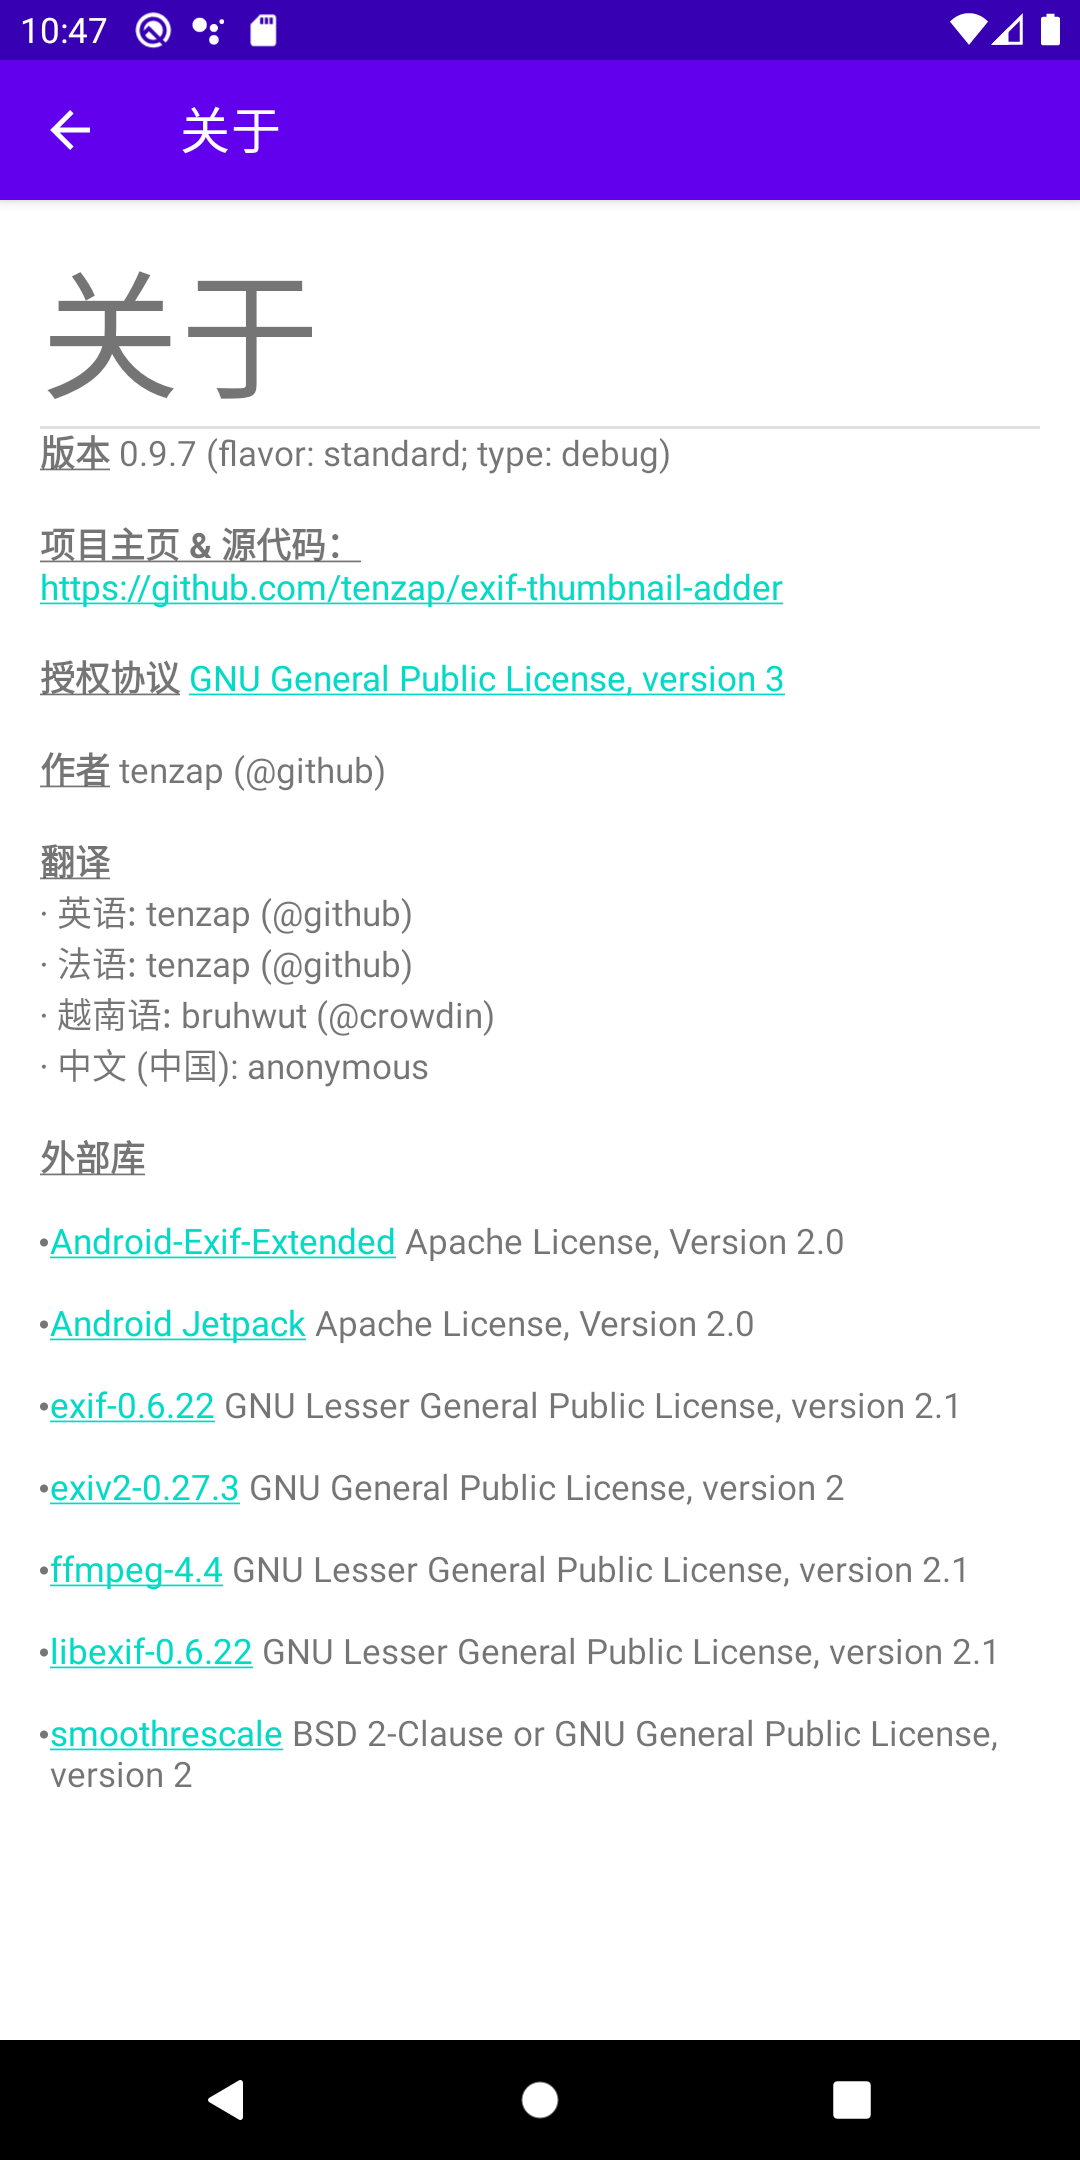 10:47
关于
关于
版本 0.9.7 (flavor: standard; type: debug)
项目主页 & 源代码：
https://github.com/tenzap/exif-thumbnail-adder
授权协议 GNU General Public License, version 3
作者 tenzap (@github)
翻译
· 英语: tenzap (@github)
· 法语: tenzap (@github)
· 越南语: bruhwut (@crowdin)
· 中文 (中国): anonymous
外部库
•Android-Exif-Extended Apache License, Version 2.0
•Android Jetpack Apache License, Version 2.0
•exif-0.6.22 GNU Lesser General Public License, version 2.1
•exiv2-0.27.3 GNU General Public License, version 2
•ffmpeg-4.4 GNU Lesser General Public License, version 2.1
•libexif-0.6.22 GNU Lesser General Public License, version 2.1
•smoothrescale BSD 2-Clause or GNU General Public License,
version 2